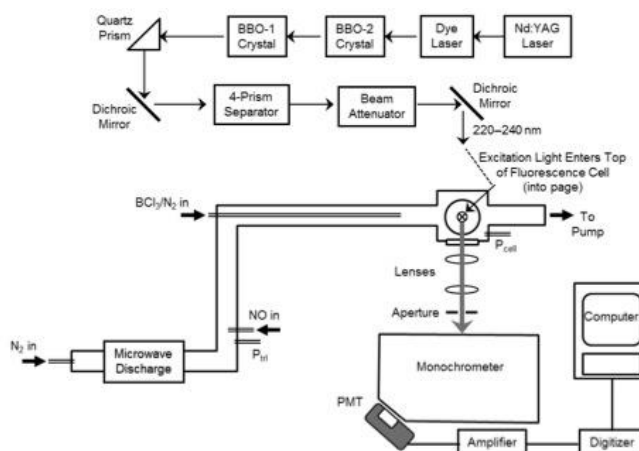 Quartz
Prism
BBO-1
Crystal
BBO-2
Crystal
Dye
Laser
Nd:YAG
Laser
Dichroic
Mirror
4-Prism
Separator
Beam
Attenuator
Dichroic
Mirror
220–240 nm
Excitation Light Enters Top
of Fluorescence Cell
(into page)
BCl₃/N₂ in
To
Pump
P_cell
Lenses
Aperture
NO in
P_trl
N₂ in
Microwave
Discharge
Monochrometer
Computer
PMT
Amplifier
Digitizer